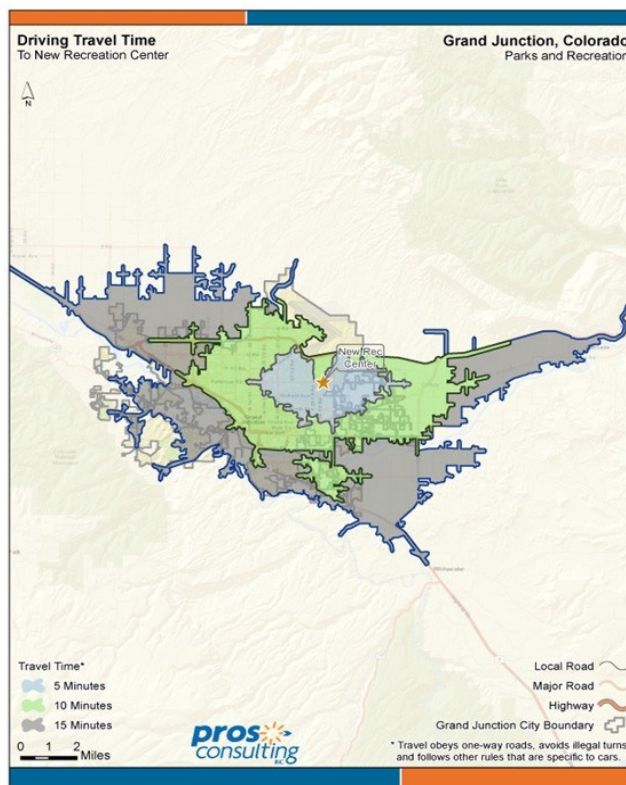 Driving Travel Time
To New Recreation Center
Grand Junction, Colorado
Parks and Recreation
N
New Rec
Center
Whitewater
Travel Time*
5 Minutes
10 Minutes
15 Minutes
0 1 2
Miles
pros
consulting
INC
Local Road
Major Road
Highway
Grand Junction City Boundary
* Travel obeys one-way roads, avoids illegal turns
and follows other rules that are specific to cars.